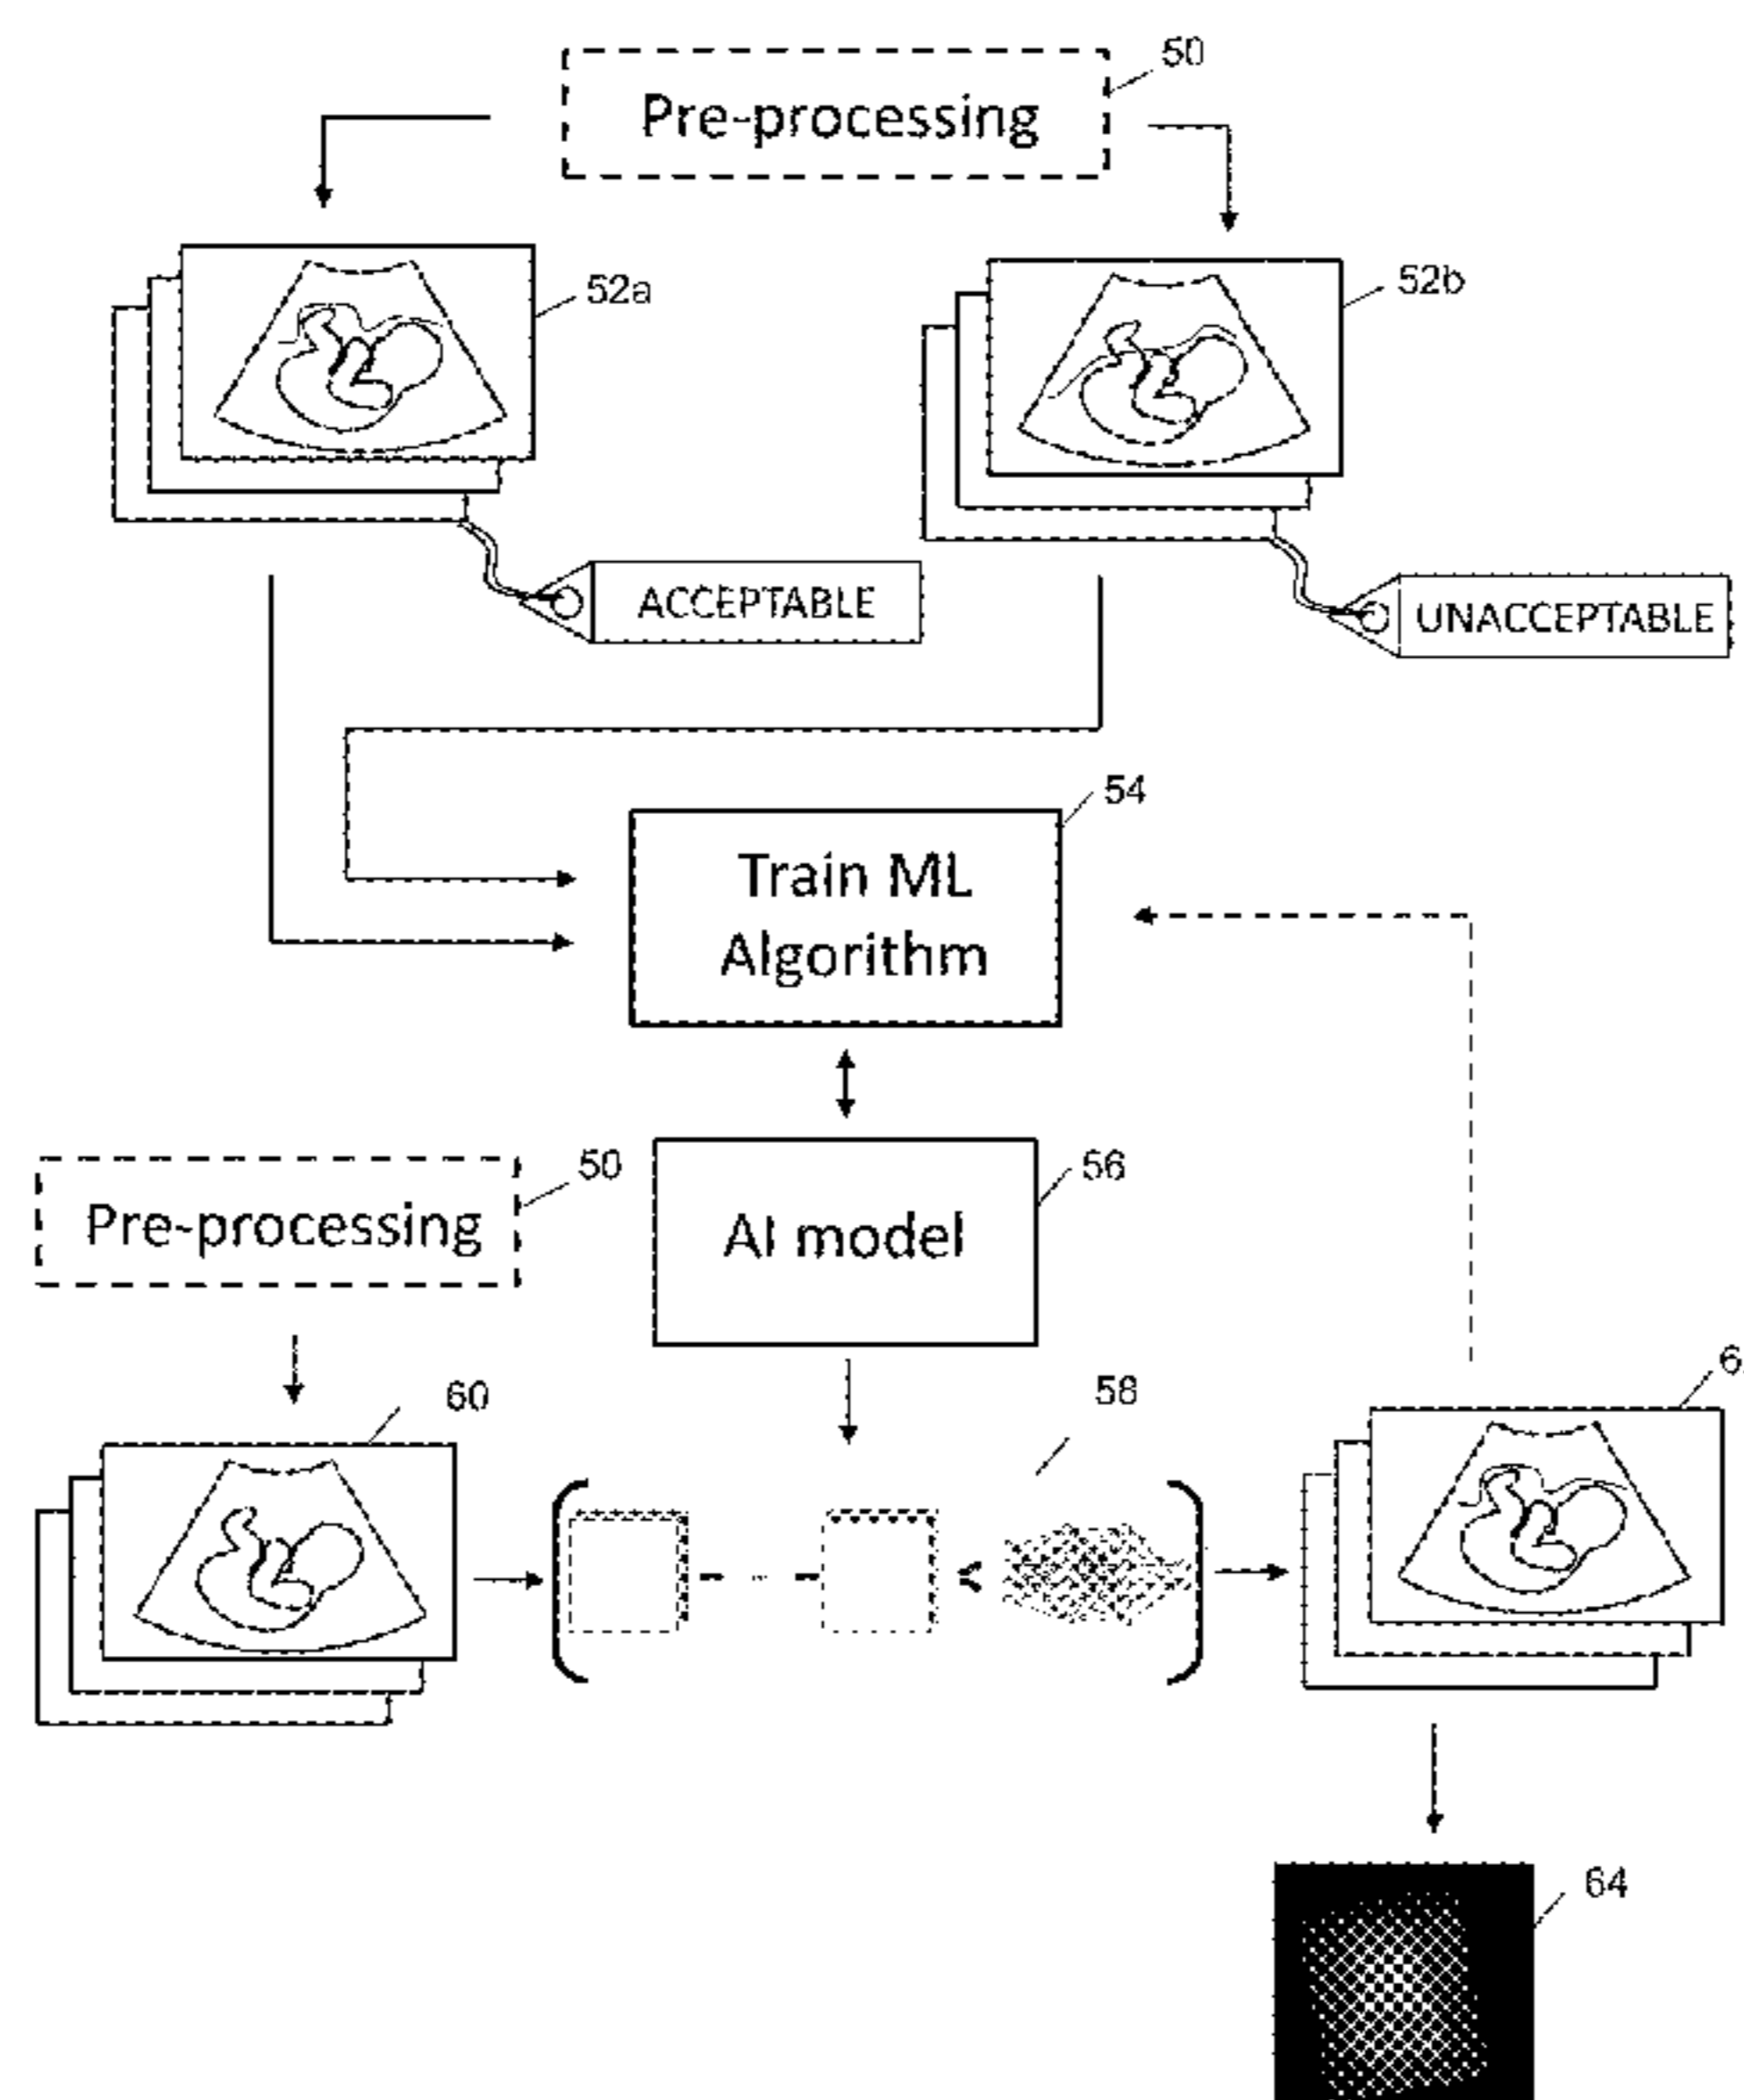 50
Pre-processing
52a
52b
ACCEPTABLE
UNACCEPTABLE
54
Train ML
Algorithm
50
56
Pre-processing
AI model
60
58
64